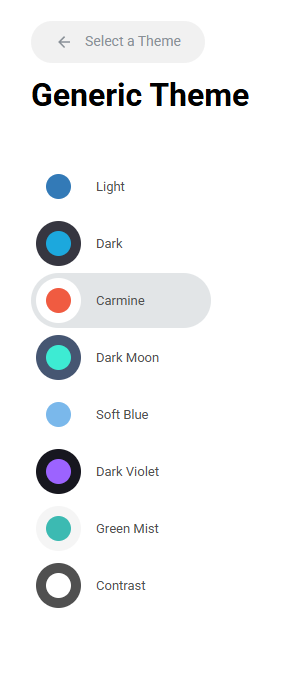 Select a Theme
Generic Theme
Light
Dark
Carmine
Dark Moon
Soft Blue
Dark Violet
Green Mist
Contrast